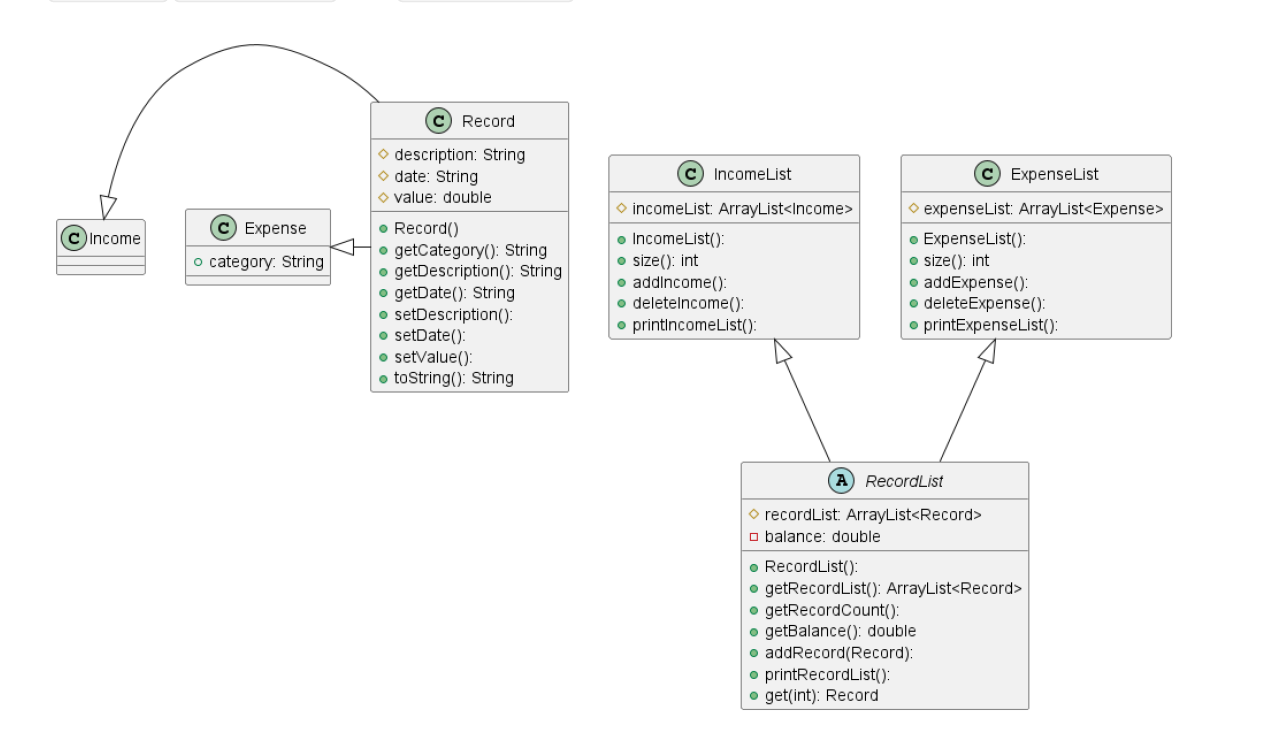 C Record
description: String
date: String
value: double
Record()
getCategory(): String
getDescription(): String
getDate(): String
setDescription():
setDate():
setValue():
toString(): String
C Income
C Expense
category: String
C IncomeList
incomeList: ArrayList<Income>
IncomeList():
size(): int
addIncome():
deleteIncome():
printIncomeList():
C ExpenseList
expenseList: ArrayList<Expense>
ExpenseList():
size(): int
addExpense():
deleteExpense():
printExpenseList():
A RecordList
recordList: ArrayList<Record>
balance: double
RecordList():
getRecordList(): ArrayList<Record>
getRecordCount():
getBalance(): double
addRecord(Record):
printRecordList():
get(int): Record